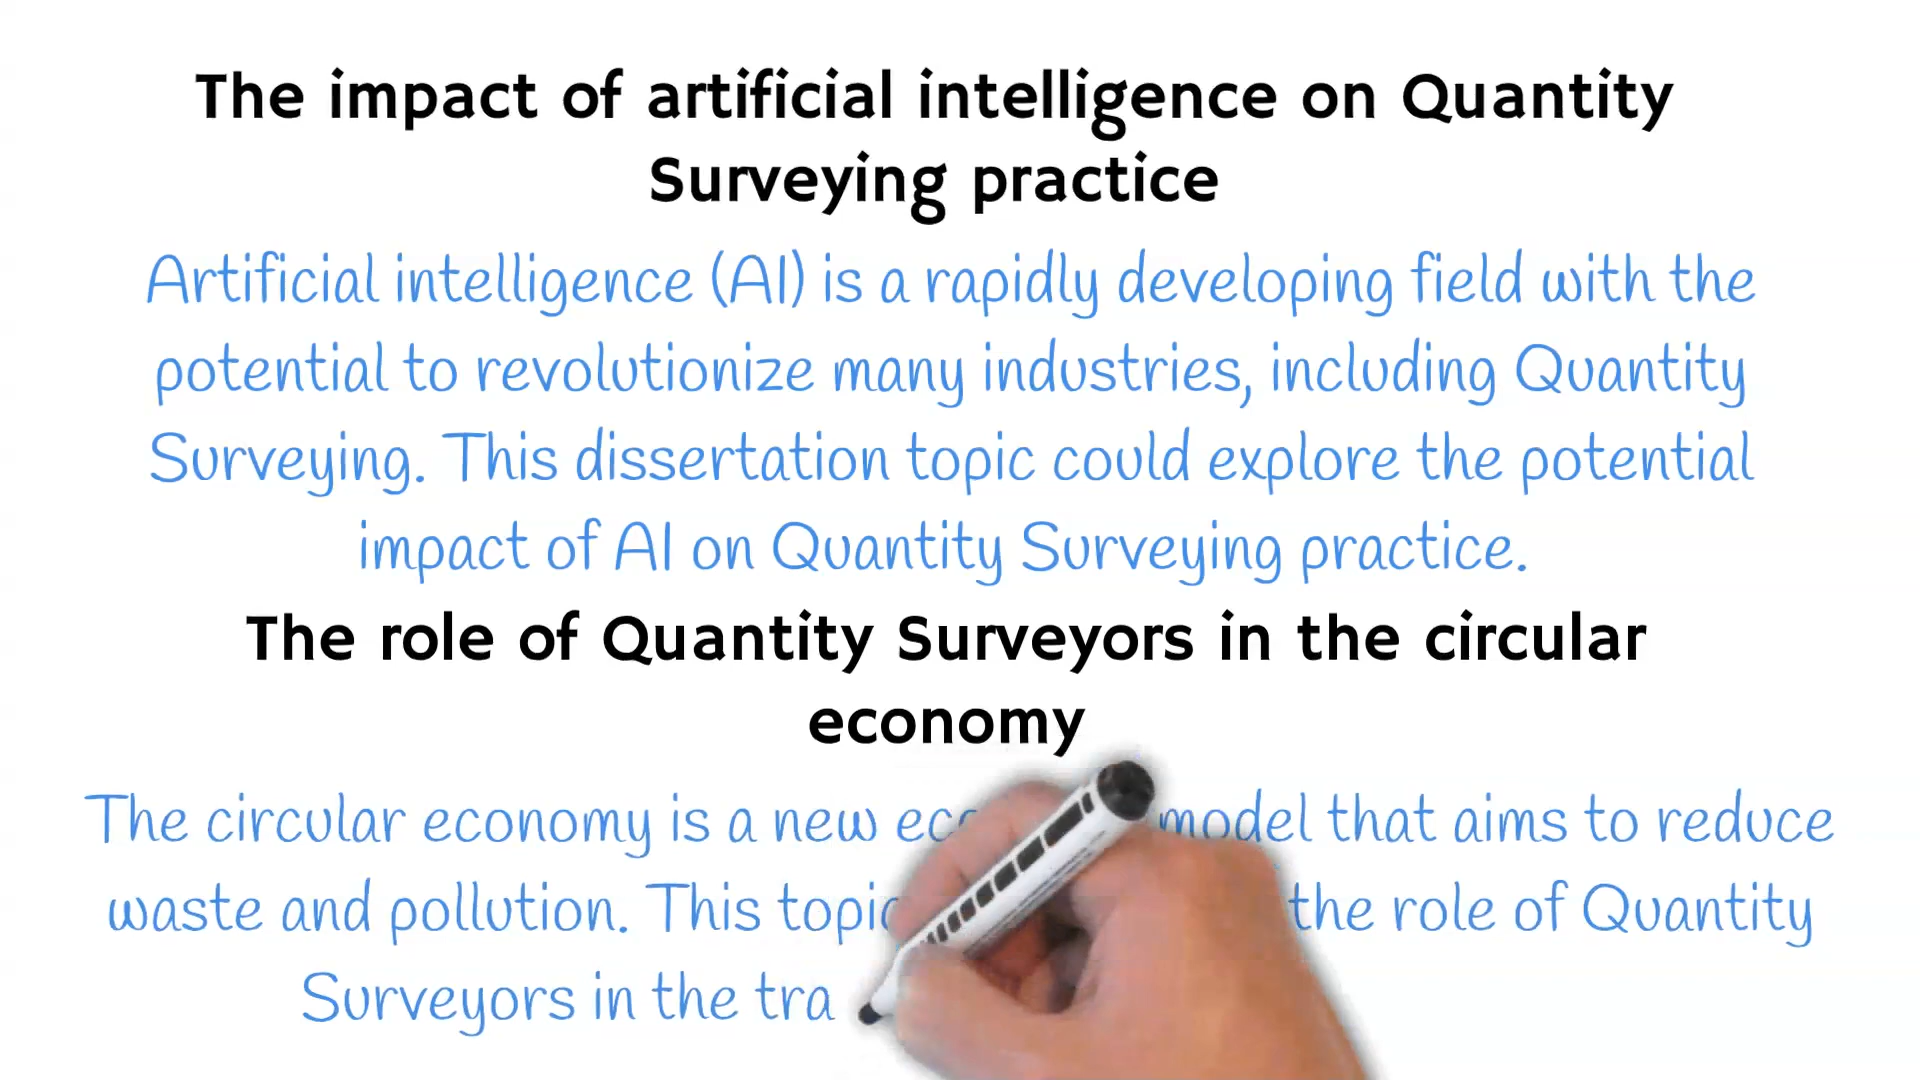 The impact of artificial intelligence on Quantity
Surveying practice
Artificial intelligence (AI) is a rapidly developing field with the
potential to revolutionize many industries, including Quantity
Surveying. This dissertation topic could explore the potential
impact of AI on Quantity Surveying practice.
The role of Quantity Surveyors in the circular
economy
The circular economy is a new model that aims to reduce
waste and pollution. This topic the role of Quantity
Surveyors in the tra